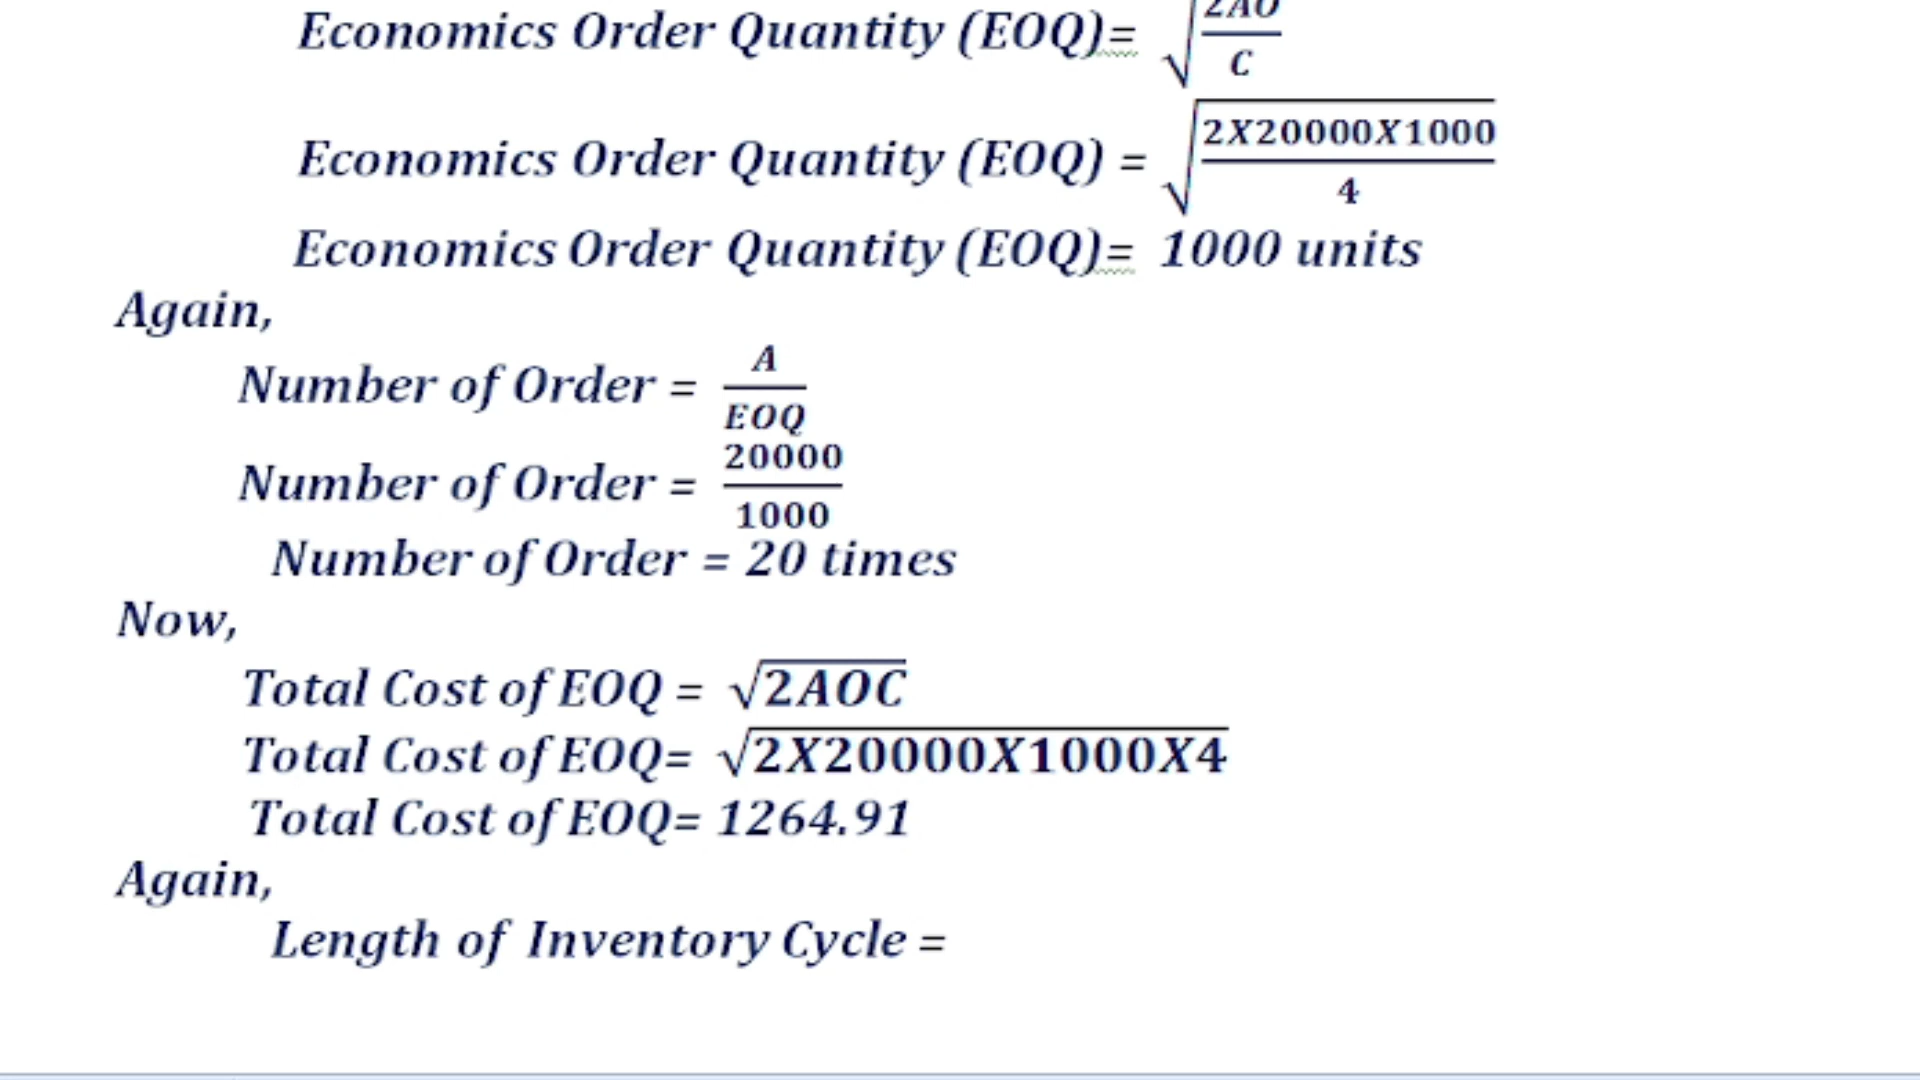 Economics Order Quantity (EOQ)= √(2AO/C)
Economics Order Quantity (EOQ) = √(2X20000X1000/4)
Economics Order Quantity (EOQ)= 1000 units
Again,
Number of Order = A/EOQ
Number of Order = 20000/1000
Number of Order = 20 times
Now,
Total Cost of EOQ = √2AOC
Total Cost of EOQ= √2X20000X1000X4
Total Cost of EOQ= 1264.91
Again,
Length of Inventory Cycle =